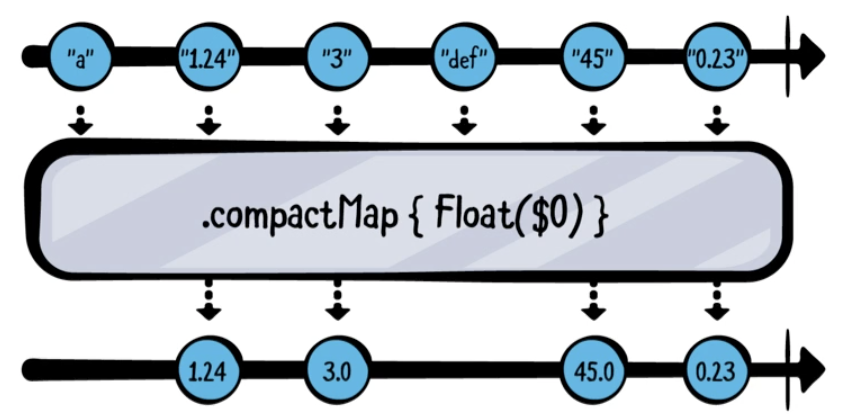 "a" "1.24" "3" "def" "45" "0.23"
.compactMap { Float($0) }
1.24 3.0 45.0 0.23